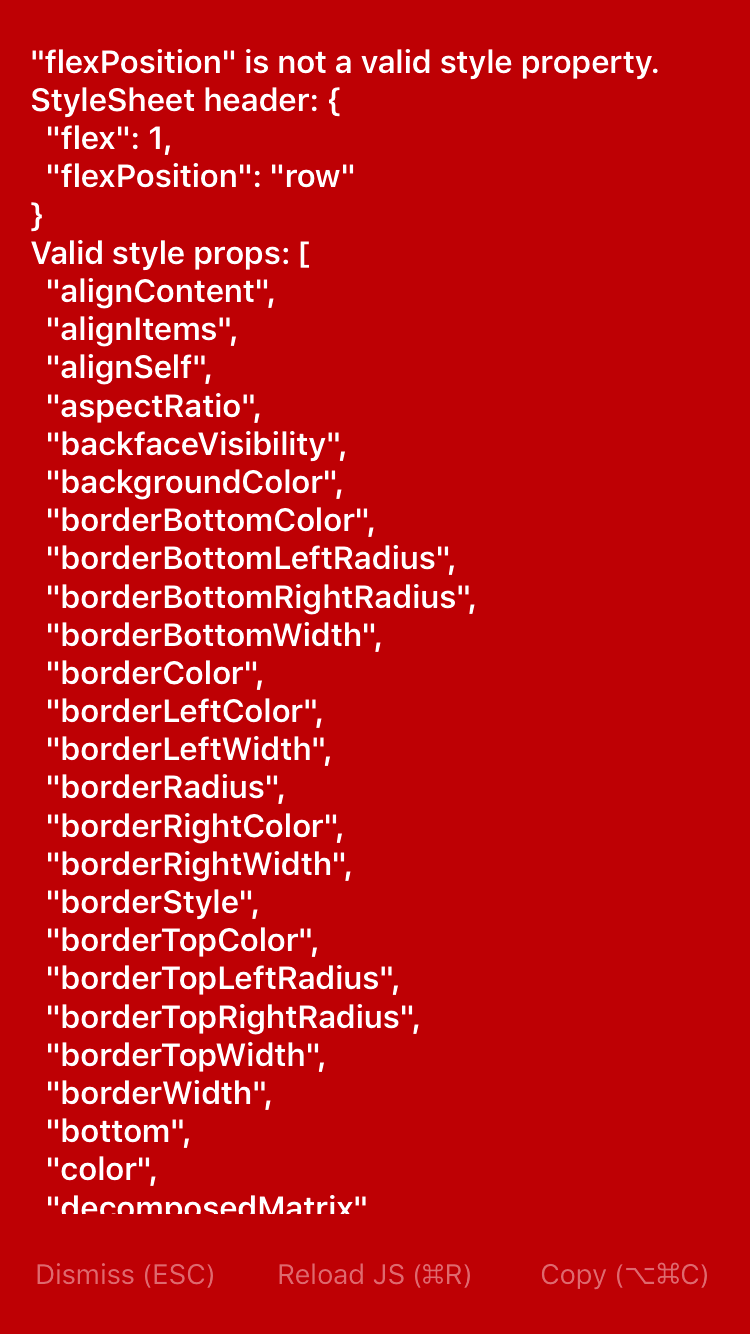 "flexPosition" is not a valid style property.
StyleSheet header: {
  "flex": 1,
  "flexPosition": "row"
}
Valid style props: [
  "alignContent",
  "alignItems",
  "alignSelf",
  "aspectRatio",
  "backfaceVisibility",
  "backgroundColor",
  "borderBottomColor",
  "borderBottomLeftRadius",
  "borderBottomRightRadius",
  "borderBottomWidth",
  "borderColor",
  "borderLeftColor",
  "borderLeftWidth",
  "borderRadius",
  "borderRightColor",
  "borderRightWidth",
  "borderStyle",
  "borderTopColor",
  "borderTopLeftRadius",
  "borderTopRightRadius",
  "borderTopWidth",
  "borderWidth",
  "bottom",
  "color",
  "decomposedMatrix"
Dismiss (ESC) Reload JS (⌘R) Copy (⌥⌘C)